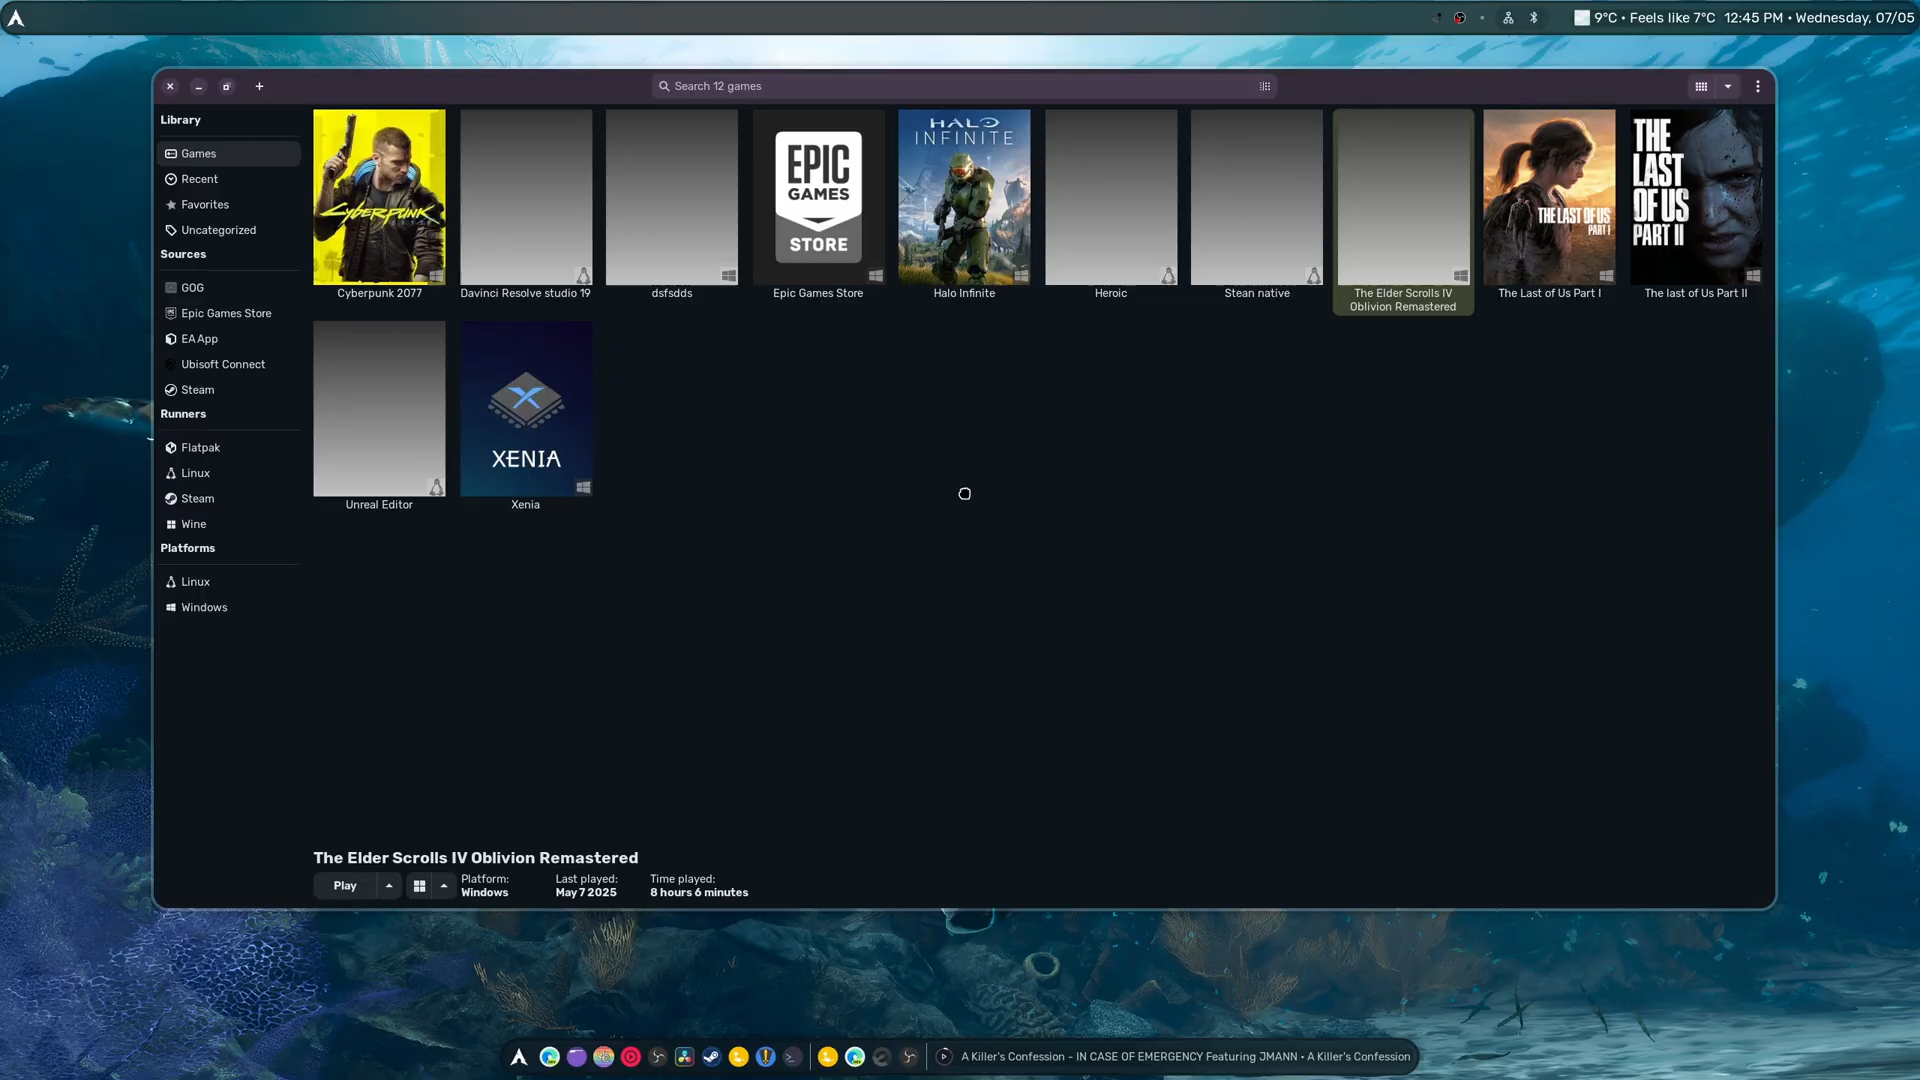 9°C • Feels like 7°C 12:45 PM • Wednesday, 07/05
Search 12 games
Library
Games
Recent
Favorites
Uncategorized
Sources
GOG
Epic Games Store
EA App
Ubisoft Connect
Steam
Runners
Flatpak
Linux
Steam
Wine
Platforms
Linux
Windows
CYBERPUNK
Cyberpunk 2077
Davinci Resolve studio 19
dsfsdds
EPIC
GAMES
STORE
Epic Games Store
HALO
INFINITE
Halo Infinite
Heroic
Stean native
The Elder Scrolls IV
Oblivion Remastered
THE LAST OF US
PART I
The Last of Us Part I
THE
LAST
OF US
PART II
The last of Us Part II
Unreal Editor
XENIA
Xenia
The Elder Scrolls IV Oblivion Remastered
Play
Platform:
Windows
Last played:
May 7 2025
Time played:
8 hours 6 minutes
A Killer's Confession - IN CASE OF EMERGENCY Featuring JMANN • A Killer's Confession